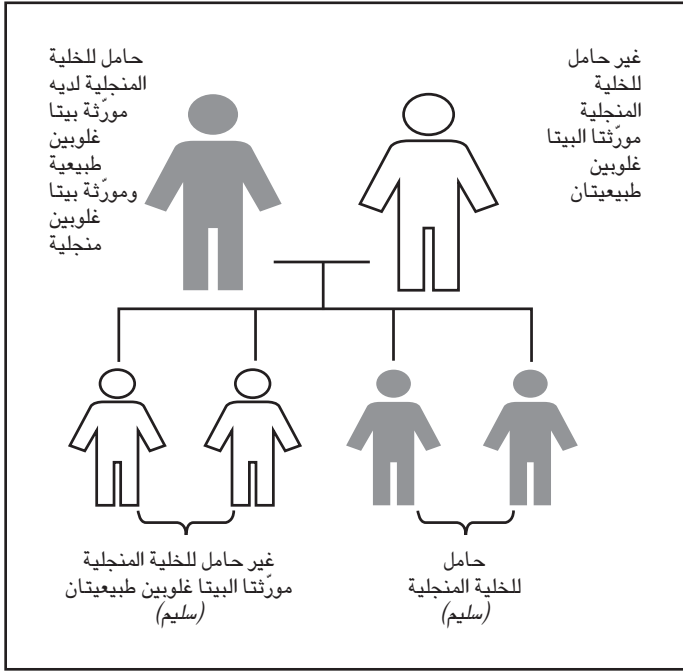 غير حامل
للخلية
المنجلية
مورّثتا البيتا
غلوبين
طبيعيتان
حامل للخلية
المنجلية لديه
مورّثة بيتا
غلوبين
طبيعية
ومورّثة بيتا
غلوبين
منجلية
حامل
للخلية المنجلية
(سليم)
غير حامل للخلية المنجلية
مورّثتا البيتا غلوبين طبيعيتان
(سليم)